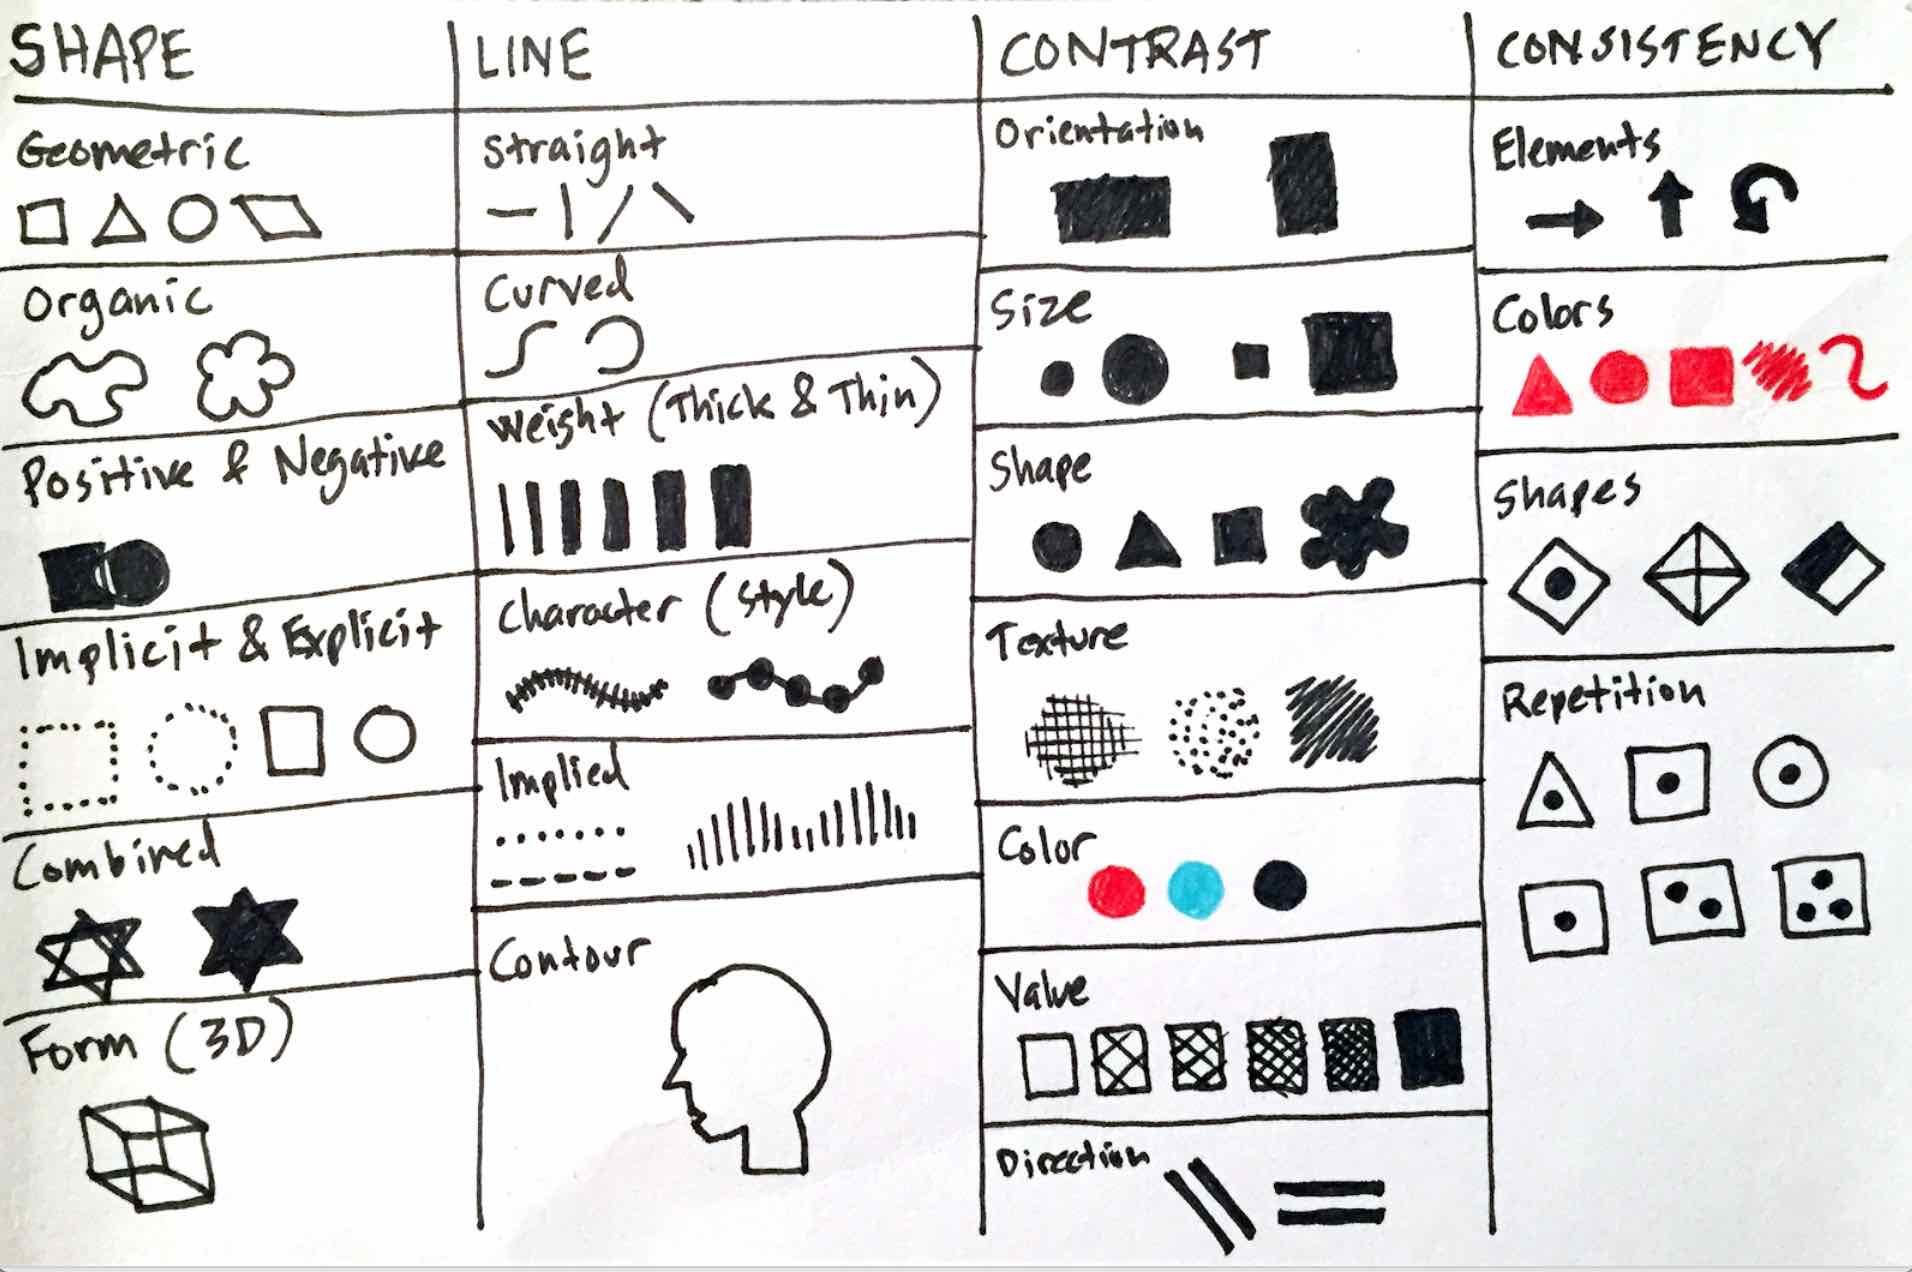 SHAPE
Geometric
Organic
Positive & Negative
Implicit & Explicit
Combined
Form (3D)
LINE
Straight
Curved
Weight (Thick & Thin)
Character (Style)
Implied
Contour
CONTRAST
Orientation
Size
Shape
Texture
Color
Value
Direction
CONSISTENCY
Elements
Colors
Shapes
Repetition